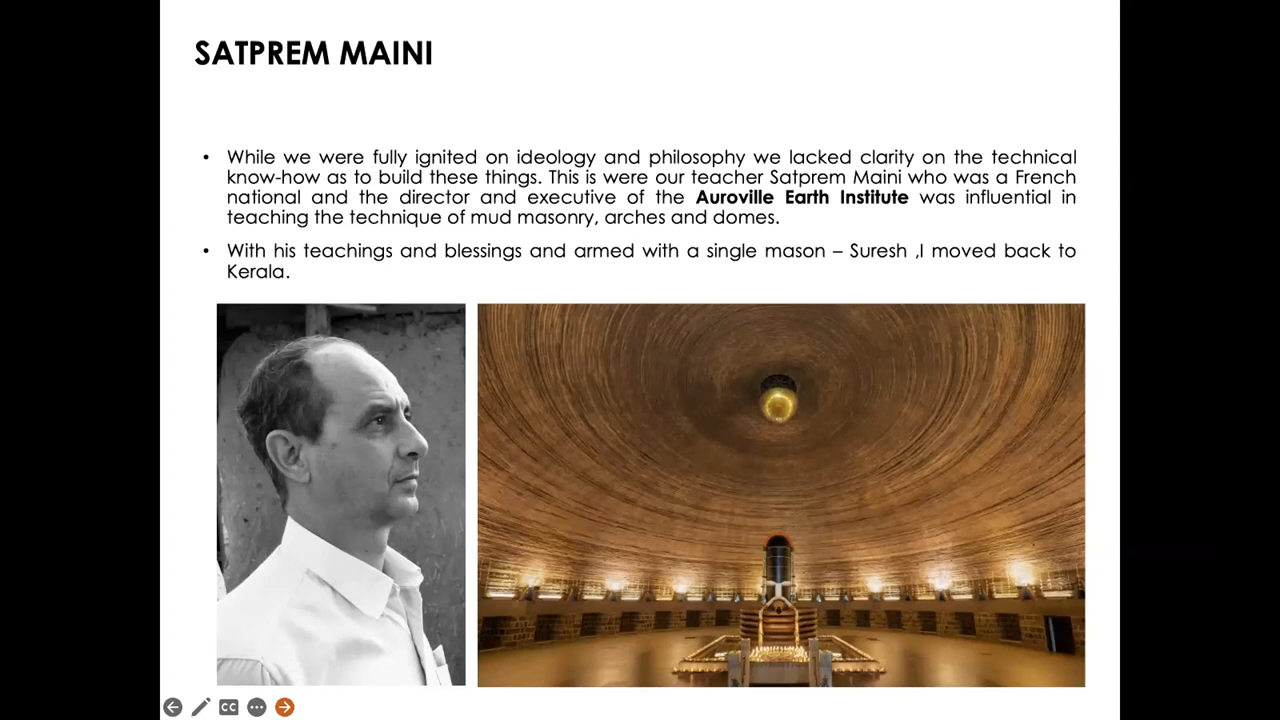 SATPREM MAINI
• While we were fully ignited on ideology and philosophy we lacked clarity on the technical
know-how as to build these things. This is were our teacher Satprem Maini who was a French
national and the director and executive of the Auroville Earth Institute was influential in
teaching the technique of mud masonry, arches and domes.
• With his teachings and blessings and armed with a single mason – Suresh ,I moved back to
Kerala.
CC